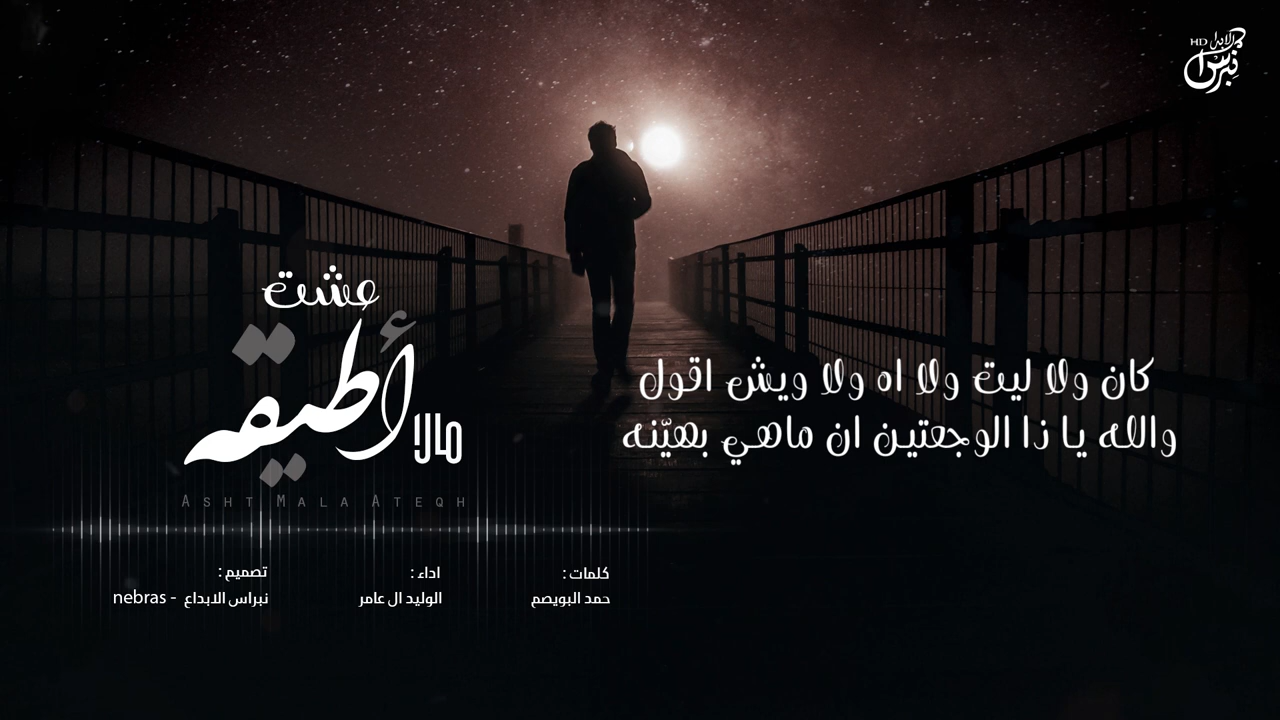 HD
نبراس
عشت
مالا أطيقه
ASHT MALA ATEQH
كان ولا ليت ولا اه ولا ويش اقول
والله يا ذا الوجعتين ان ماهي بهيّنه
كلمات :
حمد البويصم
اداء :
الوليد ال عامر
تصميم :
نبراس الابداع - nebras